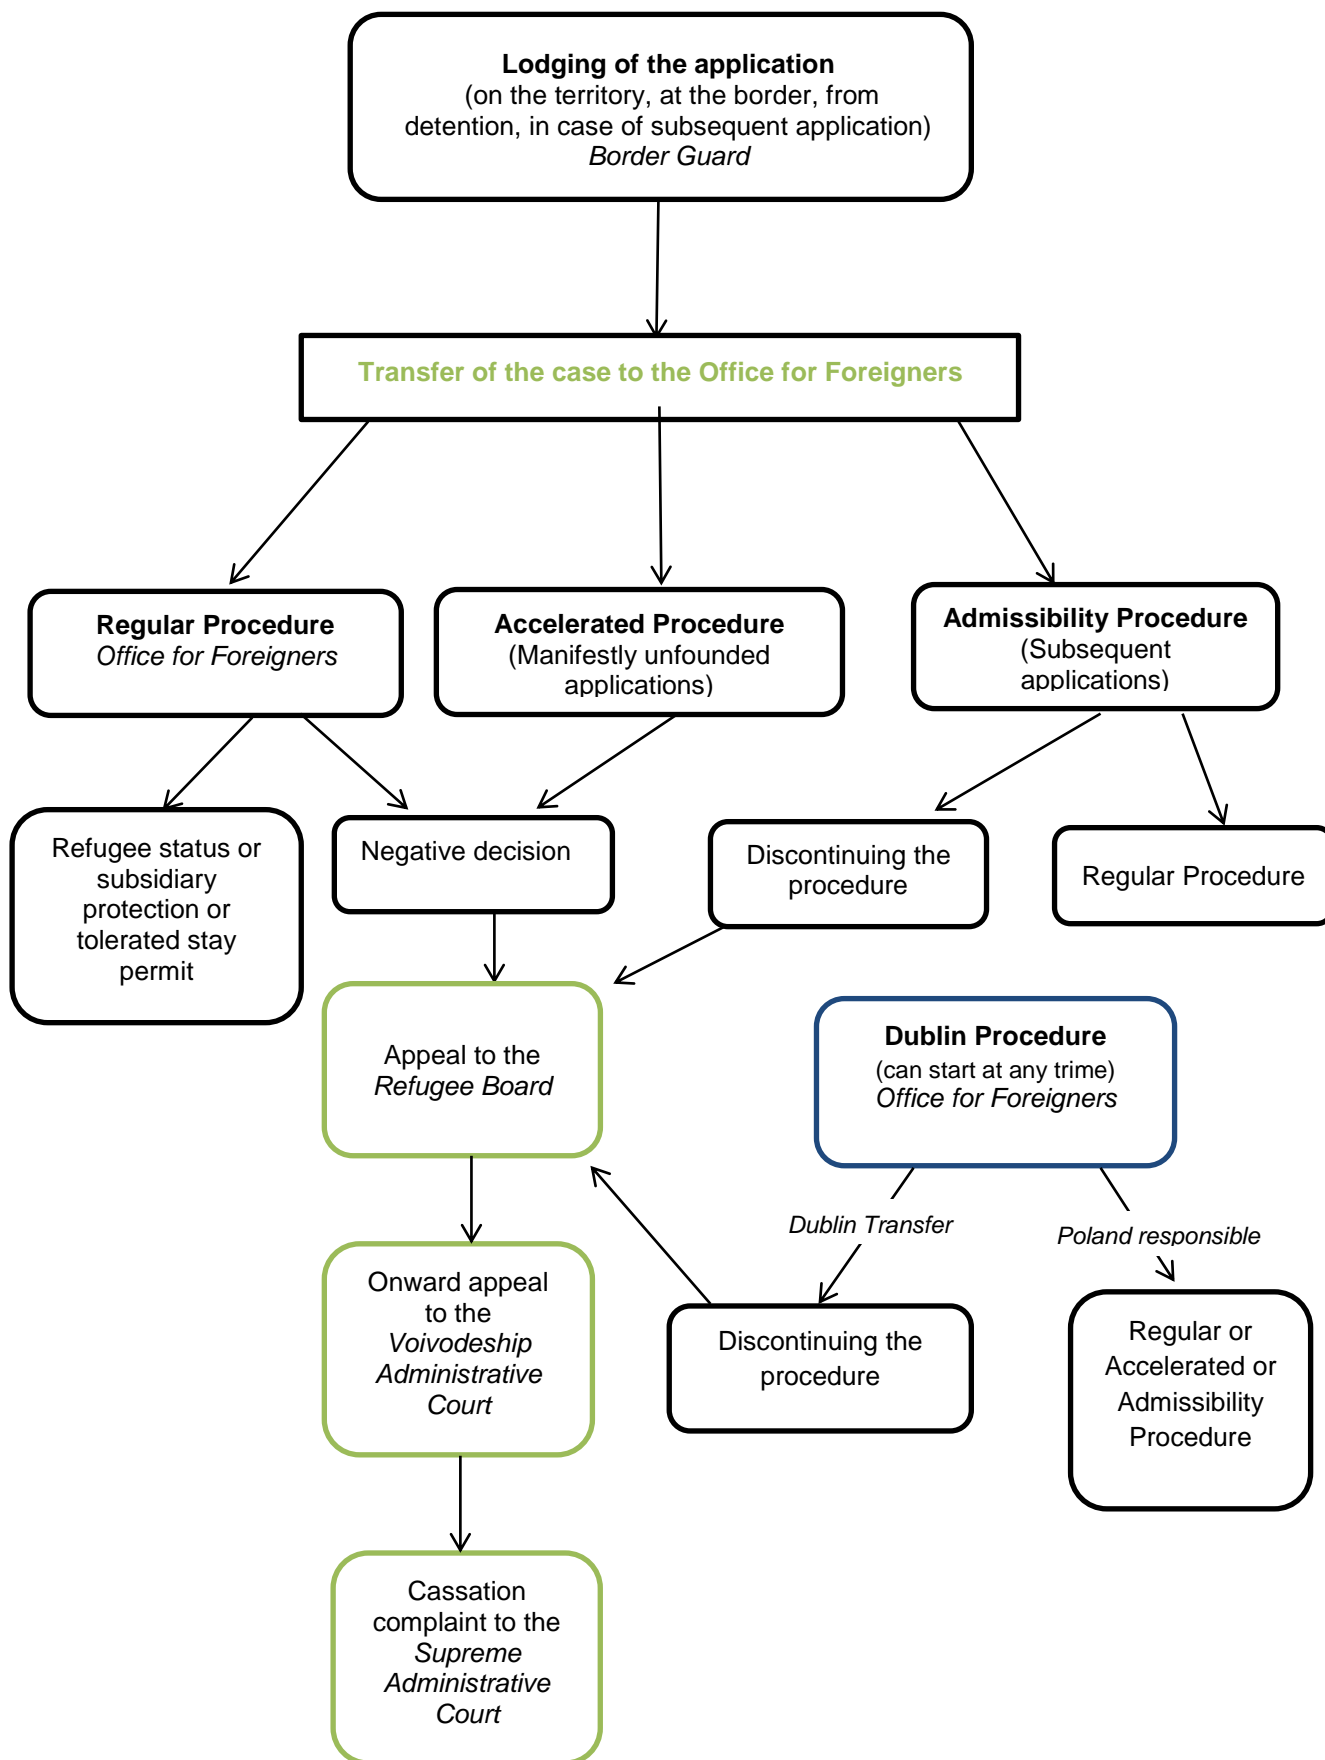 Lodging of the application
(on the territory, at the border, from
detention, in case of subsequent application)
Border Guard
Transfer of the case to the Office for Foreigners
Regular Procedure
Office for Foreigners
Accelerated Procedure
(Manifestly unfounded
applications)
Admissibility Procedure
(Subsequent
applications)
Refugee status or
subsidiary
protection or
tolerated stay
permit
Negative decision
Discontinuing the
procedure
Regular Procedure
Appeal to the
Refugee Board
Dublin Procedure
(can start at any trime)
Office for Foreigners
Dublin Transfer
Poland responsible
Onward appeal
to the
Voivodeship
Administrative
Court
Discontinuing the
procedure
Regular or
Accelerated or
Admissibility
Procedure
Cassation
complaint to the
Supreme
Administrative
Court